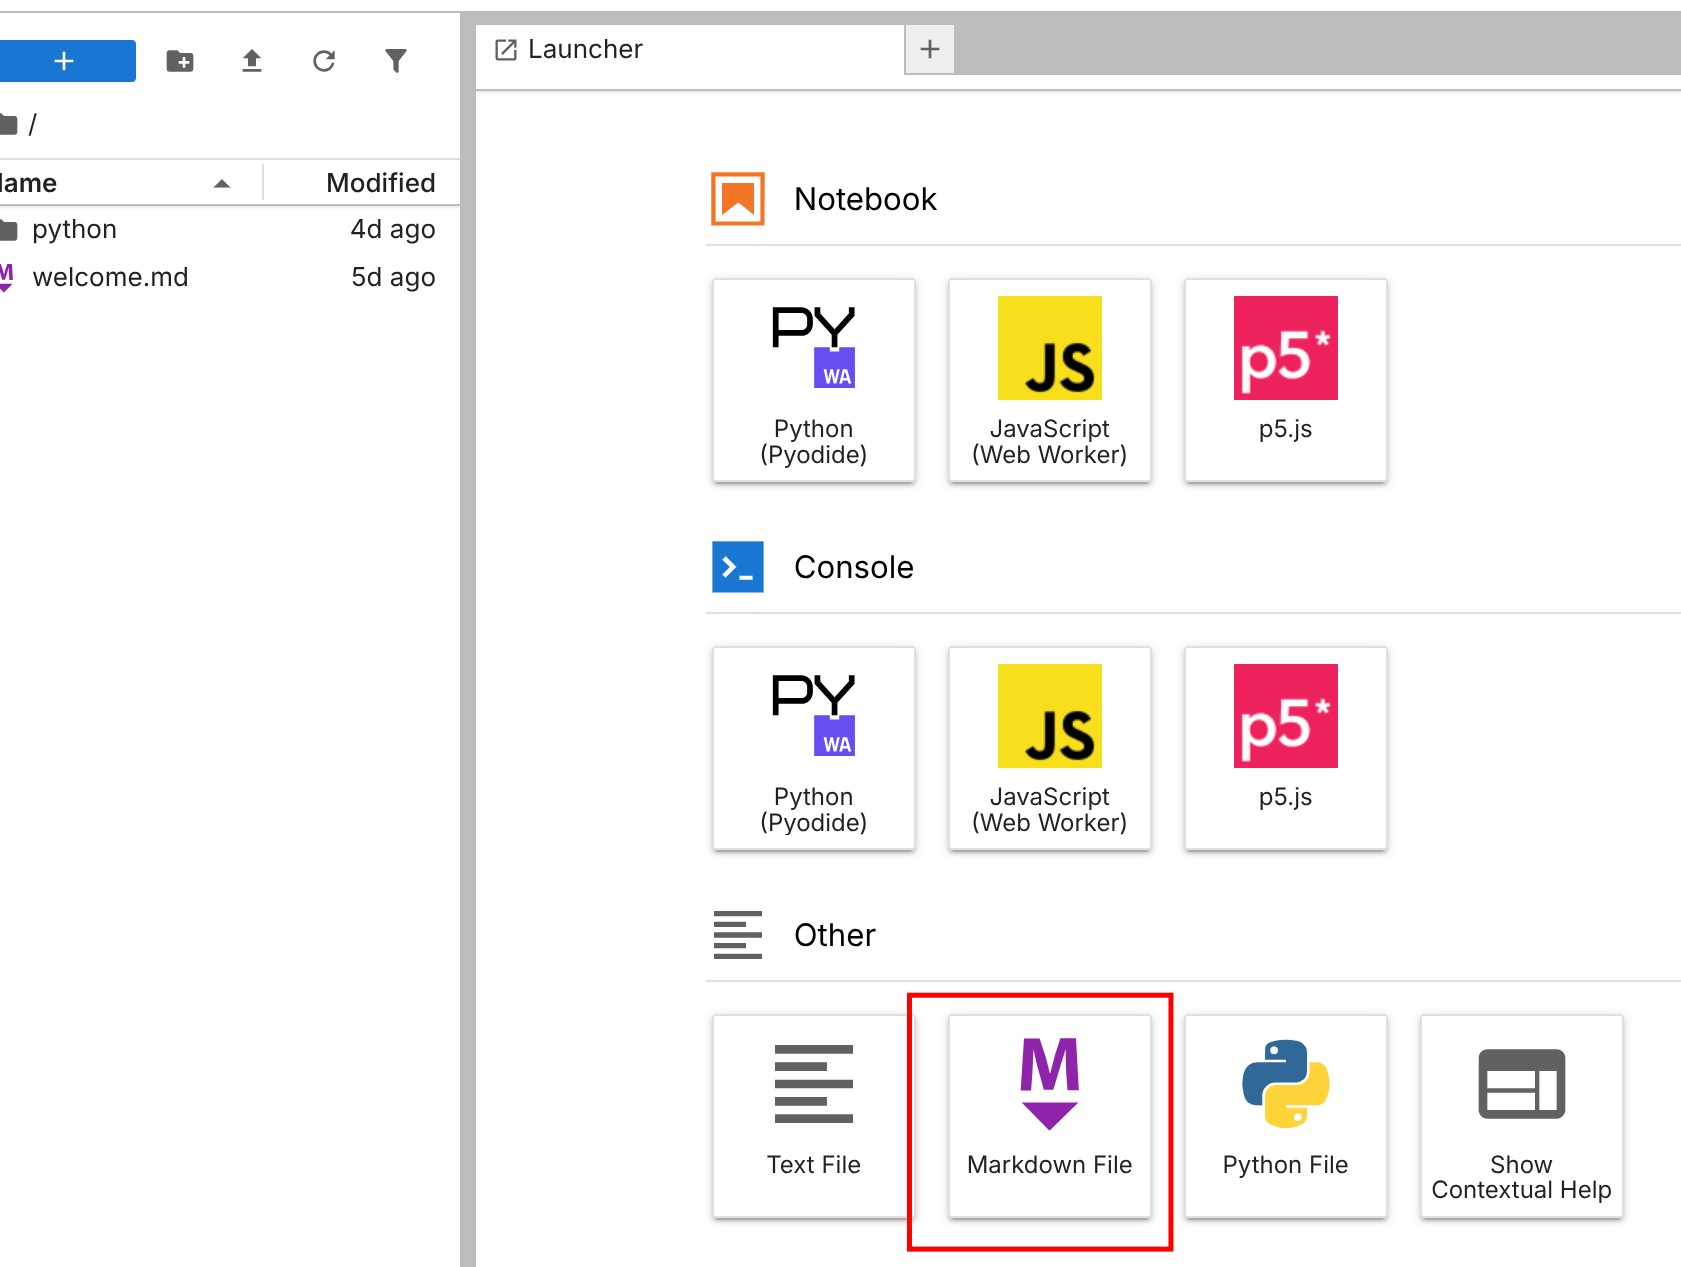 Launcher
/
Name Modified
python 4d ago
welcome.md 5d ago
Notebook
PY
WA
Python
(Pyodide)
JS
JavaScript
(Web Worker)
p5*
p5.js
Console
PY
WA
Python
(Pyodide)
JS
JavaScript
(Web Worker)
p5*
p5.js
Other
Text File
M
Markdown File
Python File
Show
Contextual Help